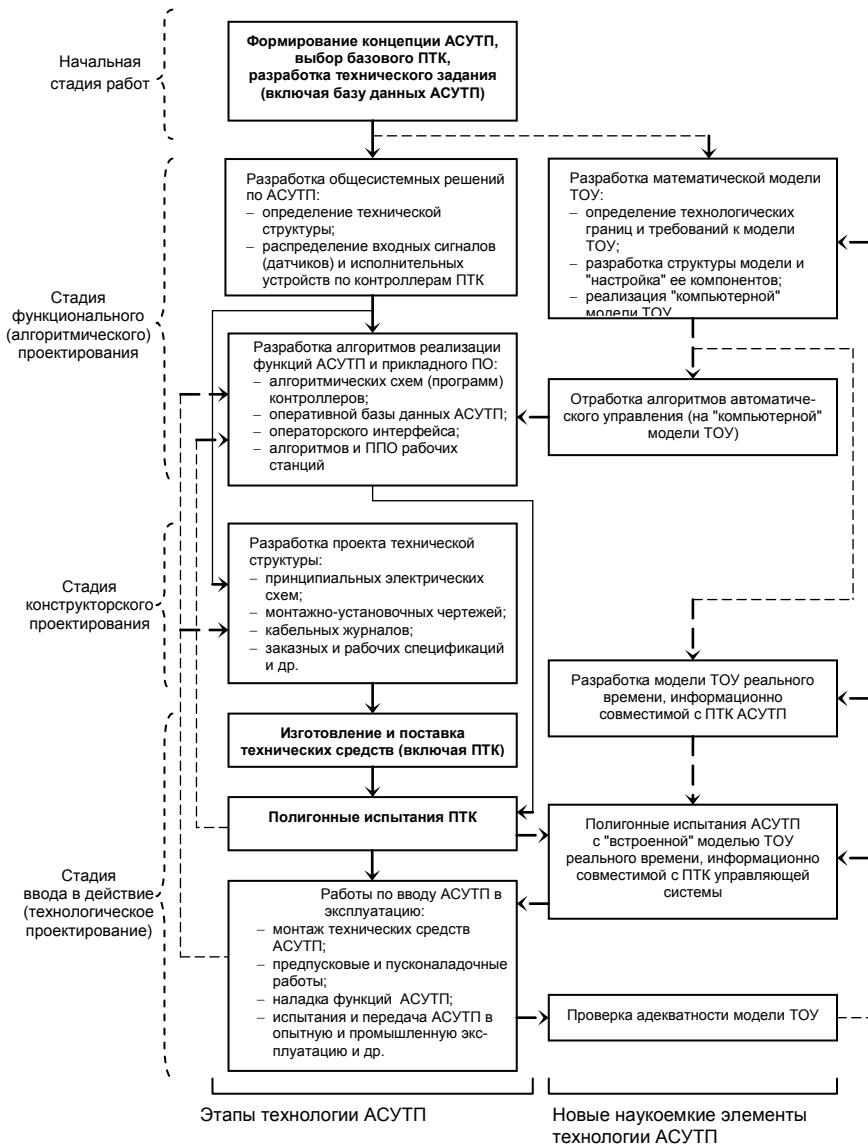 Начальная
стадия работ
Формирование концепции АСУТП,
выбор базового ПТК,
разработка технического задания
(включая базу данных АСУТП)
Стадия
функционального
(алгоритмического)
проектирования
Разработка общесистемных решений
по АСУТП:
– определение технической
структуры;
– распределение входных сигналов
(датчиков) и исполнительных
устройств по контроллерам ПТК
Разработка математической модели
ТОУ:
– определение технологических
границ и требований к модели
ТОУ;
– разработка структуры модели и
"настройка" ее компонентов;
– реализация "компьютерной"
модели ТОУ
Разработка алгоритмов реализации
функций АСУТП и прикладного ПО:
– алгоритмических схем (программ)
контроллеров;
– оперативной базы данных АСУТП;
– операторского интерфейса;
– алгоритмов и ППО рабочих
станций
Отработка алгоритмов автоматиче-
ского управления (на "компьютерной"
модели ТОУ)
Стадия
конструкторского
проектирования
Разработка проекта технической
структуры:
– принципиальных электрических
схем;
– монтажно-установочных чертежей;
– кабельных журналов;
– заказных и рабочих спецификаций
и др.
Разработка модели ТОУ реального
времени, информационно
совместимой с ПТК АСУТП
Стадия
ввода в действие
(технологическое
проектирование)
Изготовление и поставка
технических средств (включая ПТК)
Полигонные испытания ПТК
Полигонные испытания АСУТП
с "встроенной" моделью ТОУ
реального времени, информационно
совместимой с ПТК управляющей
системы
Работы по вводу АСУТП в
эксплуатацию:
– монтаж технических средств
АСУТП;
– предпусковые и пусконаладочные
работы;
– наладка функций АСУТП;
– испытания и передача АСУТП в
опытную и промышленную экс-
плуатацию и др.
Проверка адекватности модели ТОУ
Этапы технологии АСУТП
Новые наукоемкие элементы
технологии АСУТП